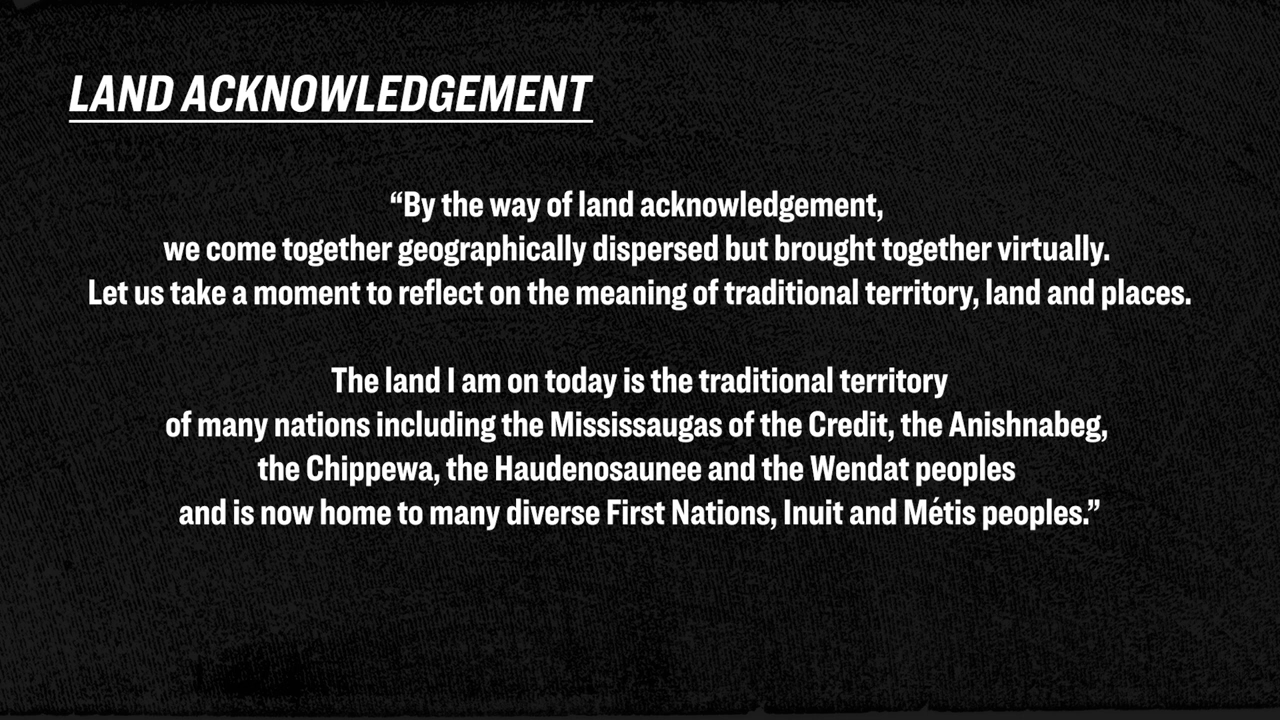 LAND ACKNOWLEDGEMENT
“By the way of land acknowledgement,
we come together geographically dispersed but brought together virtually.
Let us take a moment to reflect on the meaning of traditional territory, land and places.
The land I am on today is the traditional territory
of many nations including the Mississaugas of the Credit, the Anishnabeg,
the Chippewa, the Haudenosaunee and the Wendat peoples
and is now home to many diverse First Nations, Inuit and Métis peoples.”